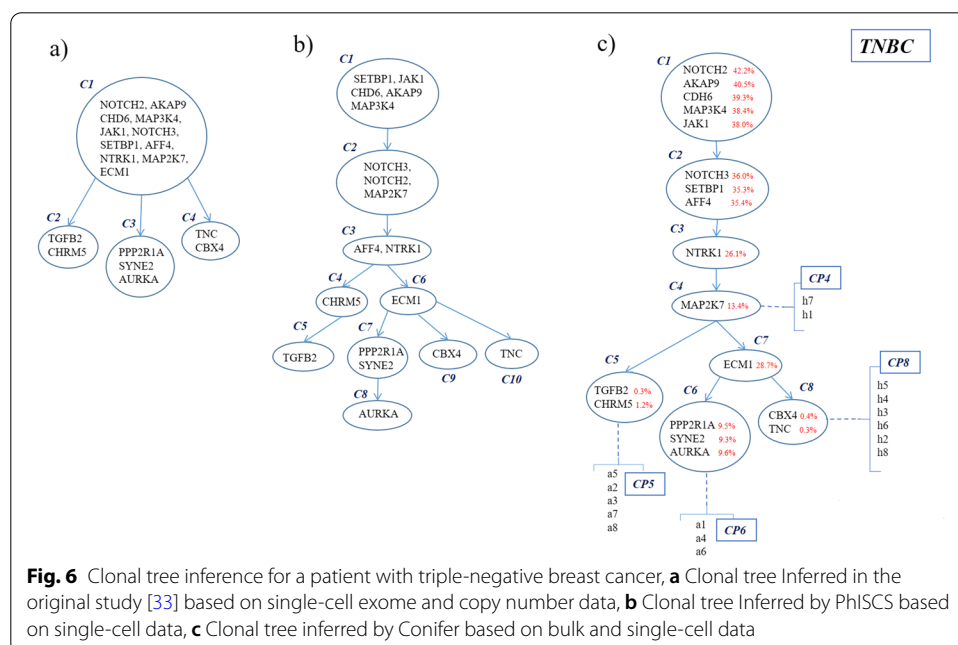 a)
C1
NOTCH2, AKAP9
CHD6, MAP3K4,
JAK1, NOTCH3,
SETBP1, AFF4,
NTRK1, MAP2K7,
ECM1
C2
TGFB2
CHRM5
C3
PPP2R1A
SYNE2
AURKA
C4
TNC
CBX4
b)
C1
SETBP1, JAK1
CHD6, AKAP9
MAP3K4
C2
NOTCH3,
NOTCH2,
MAP2K7
C3
AFF4, NTRK1
C4
CHRM5
C6
ECM1
C5
TGFB2
C7
PPP2R1A
SYNE2
CBX4
C9
TNC
C10
C8
AURKA
c)
TNBC
C1
NOTCH2 42.2%
AKAP9 40.5%
CDH6 39.3%
MAP3K4 38.4%
JAK1 38.0%
C2
NOTCH3 36.0%
SETBP1 35.3%
AFF4 35.4%
C3
NTRK1 26.1%
C4
MAP2K7 13.4%
CP4
h7
h1
C7
ECM1 28.7%
C5
TGFB2 0.3%
CHRM5 1.2%
C6
PPP2R1A 9.5%
SYNE2 9.3%
AURKA 9.6%
C8
CBX4 0.4%
TNC 0.3%
CP8
h5
h4
h3
h6
h2
h8
CP5
a5
a2
a3
a7
a8
CP6
a1
a4
a6
Fig. 6 Clonal tree inference for a patient with triple-negative breast cancer, a Clonal tree Inferred in the
original study [33] based on single-cell exome and copy number data, b Clonal tree Inferred by PhISCS based
on single-cell data, c Clonal tree inferred by Conifer based on bulk and single-cell data